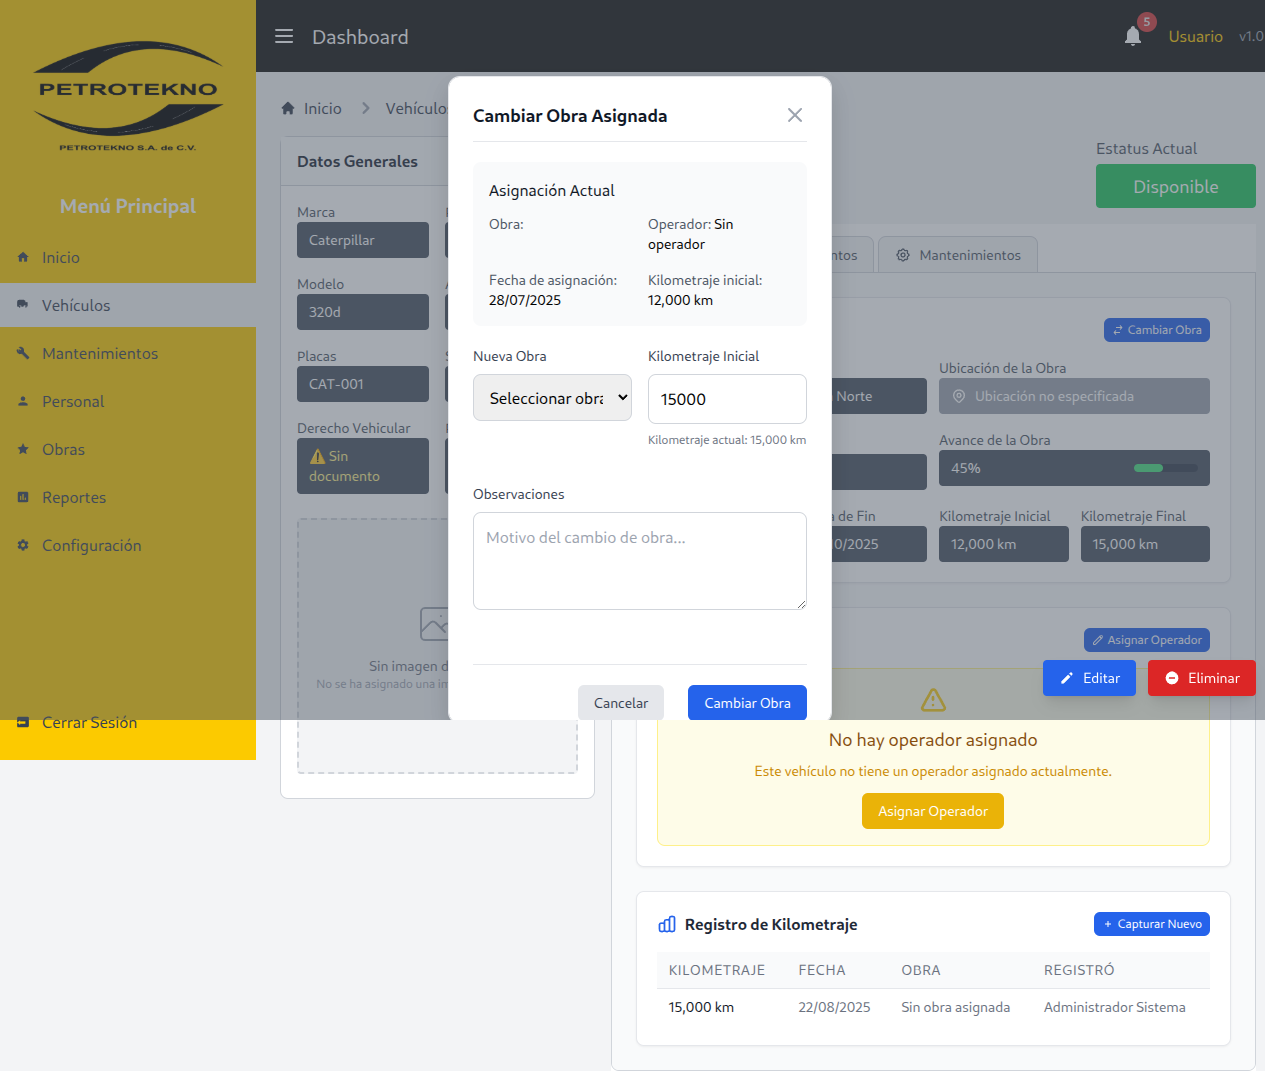 PETROTEKNO
PETROTEKNO S.A. de C.V.
Menú Principal
Inicio
Vehículos
Mantenimientos
Personal
Obras
Reportes
Configuración
Cerrar Sesión
Dashboard
5
Usuario
v1.0
Inicio
Datos Generales
Marca
Caterpillar
Modelo
320d
Placas
CAT-001
Derecho Vehicular
Sin
documento
Sin imagen
No se ha asignado una
Cambiar Obra Asignada
Asignación Actual
Obra:
Operador: Sin
operador
Fecha de asignación:
28/07/2025
Kilometraje inicial:
12,000 km
Nueva Obra
Seleccionar
Kilometraje Inicial
15000
Kilometraje actual: 15,000 km
Observaciones
Motivo del cambio de obra...
Cancelar
Cambiar Obra
Estatus Actual
Disponible
Mantenimientos
Cambiar Obra
Norte
Ubicación de la Obra
Ubicación no especificada
Avance de la Obra
45%
de Fin
0/2025
Kilometraje Inicial
12,000 km
Kilometraje Final
15,000 km
Asignar Operador
Editar
Eliminar
No hay operador asignado
Este vehículo no tiene un operador asignado actualmente.
Asignar Operador
Registro de Kilometraje
+ Capturar Nuevo
KILOMETRAJE FECHA OBRA REGISTRÓ
15,000 km 22/08/2025 Sin obra asignada Administrador Sistema